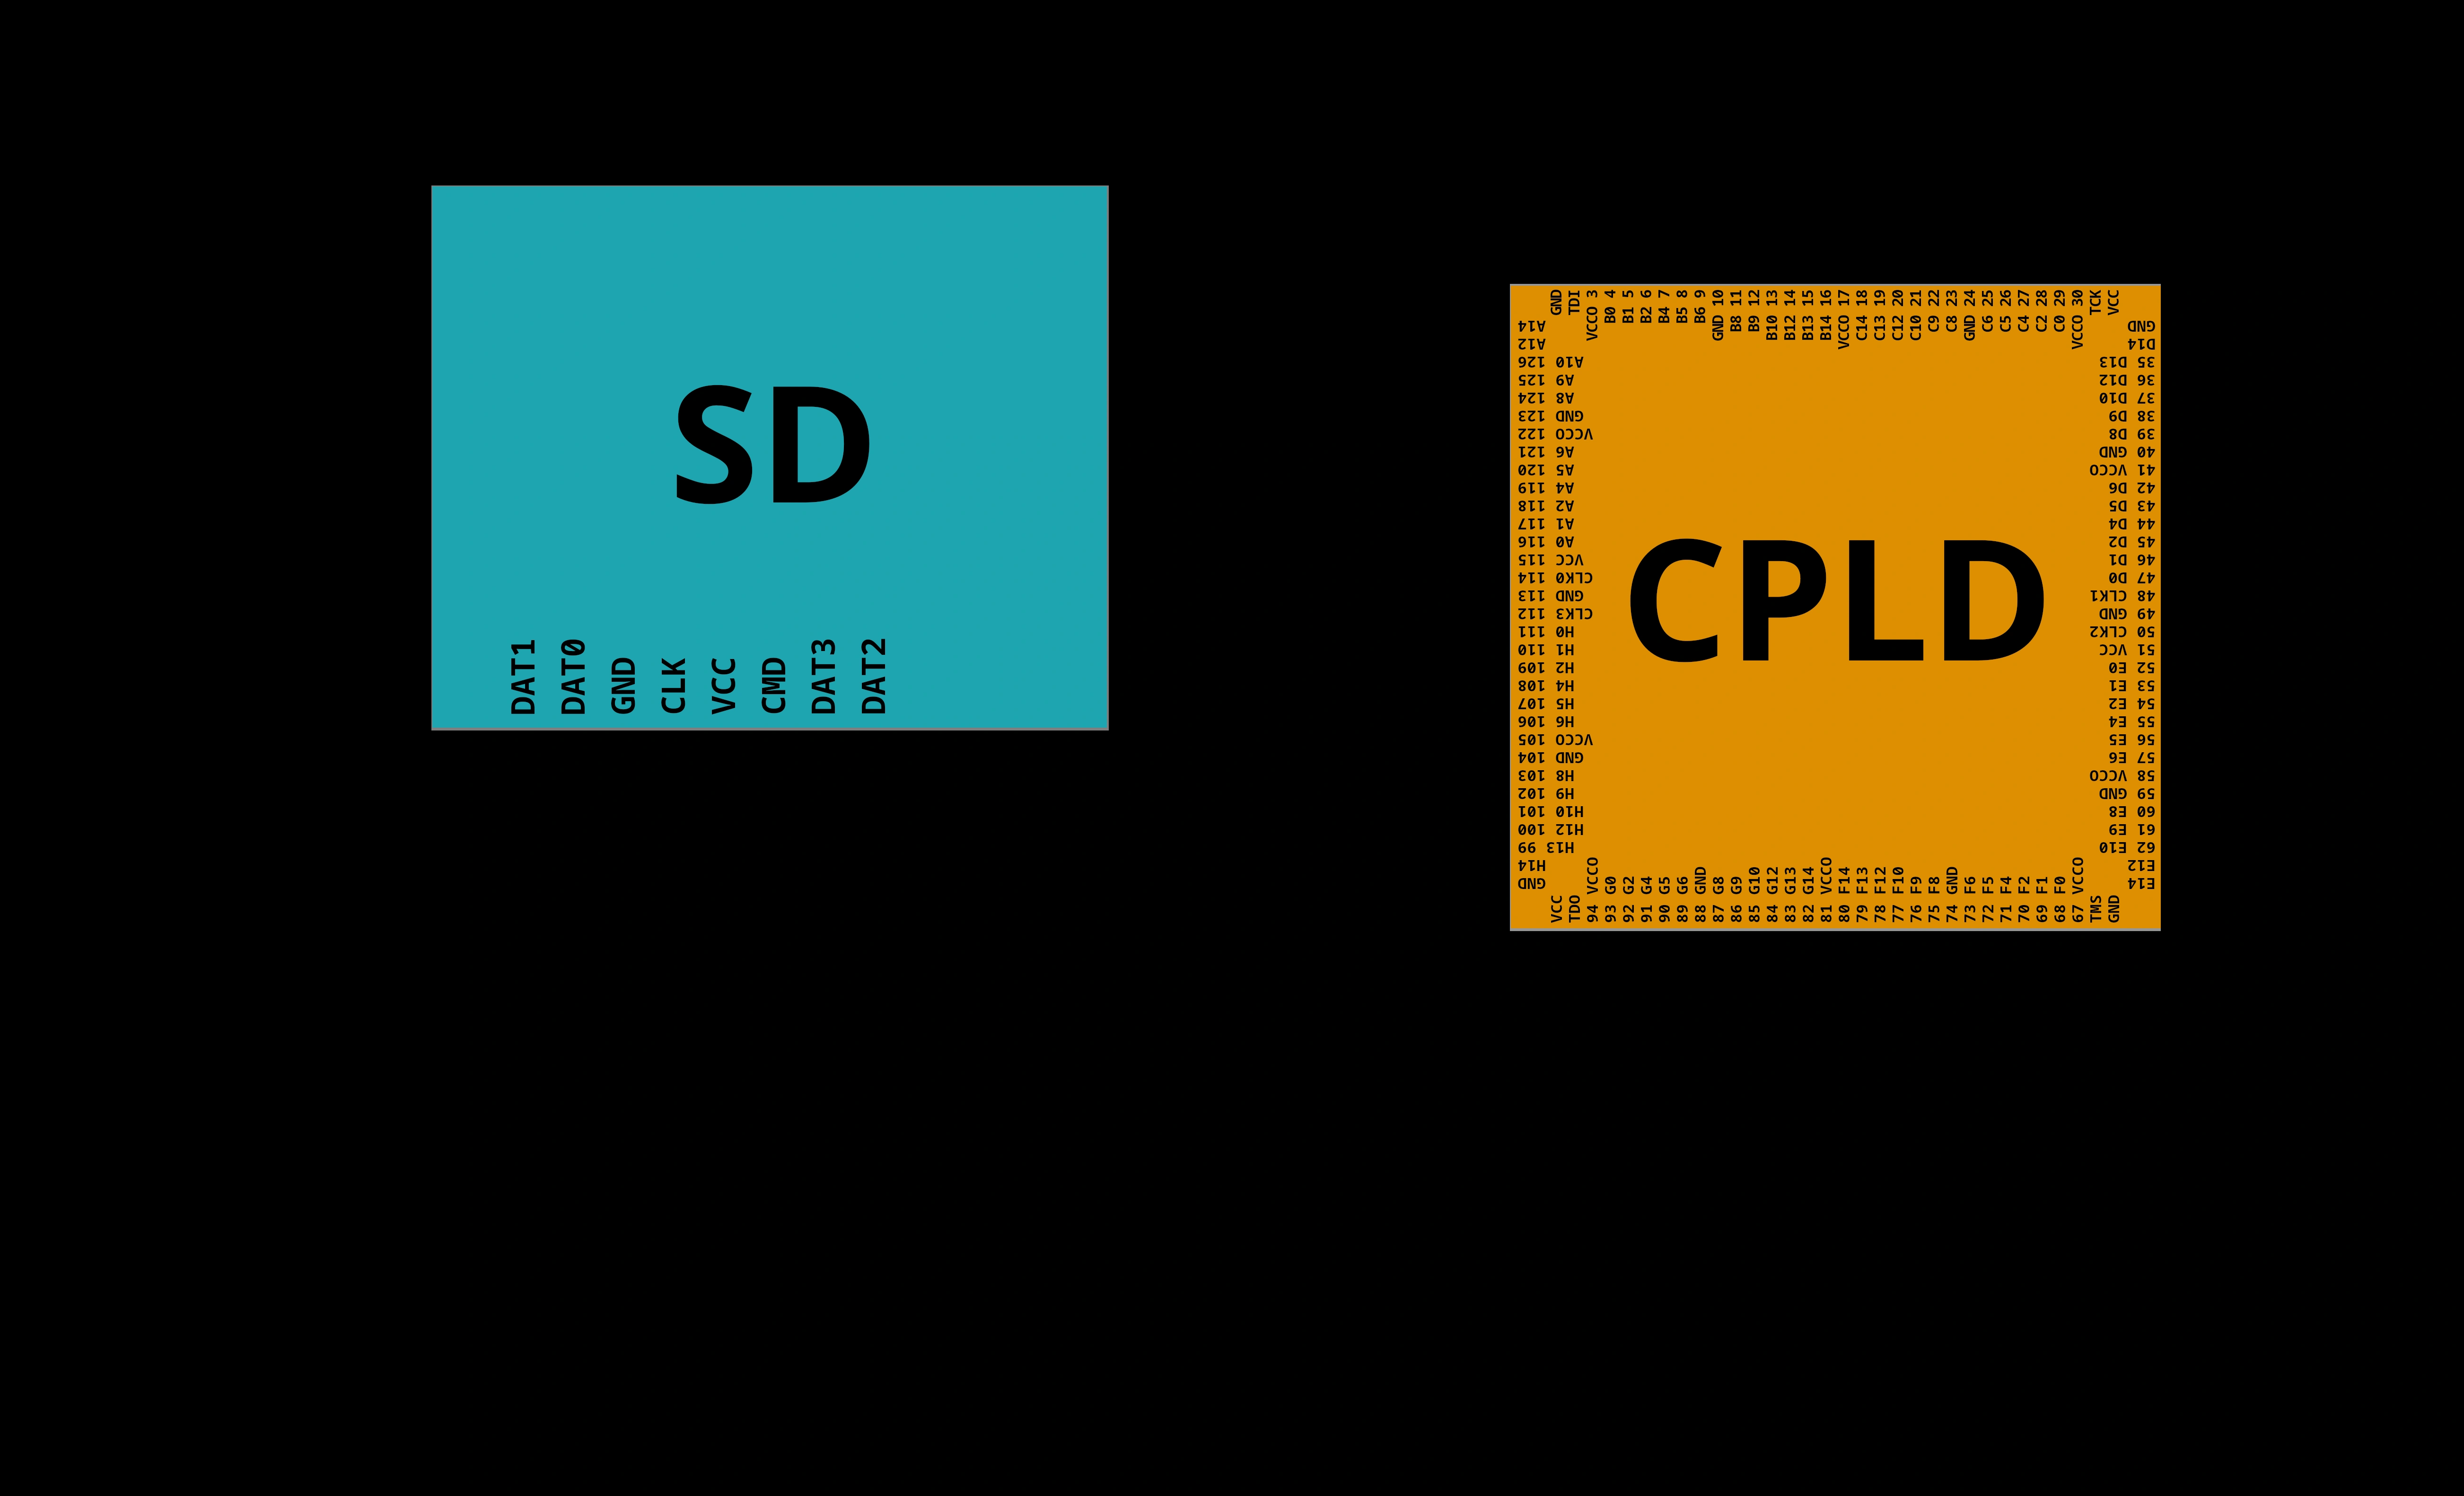 SD
DAT1
DAT0
GND
CLK
VCC
CMD
DAT3
DAT2
CPLD
GND
TDI
VCCO 3
B0 4
B1 5
B2 6
B4 7
B5 8
B6 9
GND 10
B8 11
B9 12
B10 13
B12 14
B13 15
B14 16
VCCO 17
C14 18
C13 19
C12 20
C10 21
C9 22
C8 23
GND 24
C6 25
C5 26
C4 27
C2 28
C0 29
VCCO 30
TCK
VCC
A14
A12
A10 126
A9 125
A8 124
GND 123
VCCO 122
A6 121
A5 120
A4 119
A2 118
A1 117
A0 116
VCC 115
CLK0 114
GND 113
CLK3 112
H0 111
H1 110
H2 109
H4 108
H5 107
H6 106
VCCO 105
GND 104
H8 103
H9 102
H10 101
H12 100
H13 99
H14
GND
GND
D14
35 D13
36 D12
37 D10
38 D9
39 D8
40 GND
41 VCCO
42 D6
43 D5
44 D4
45 D2
46 D1
47 D0
48 CLK1
49 GND
50 CLK2
51 VCC
52 E0
53 E1
54 E2
55 E4
56 E5
57 E6
58 VCCO
59 GND
60 E8
61 E9
62 E10
E12
E14
VCC
TDO
94 VCCO
93 G0
92 G2
91 G4
90 G5
89 G6
88 GND
87 G8
86 G9
85 G10
84 G12
83 G13
82 G14
81 VCCO
80 F14
79 F13
78 F12
77 F10
76 F9
75 F8
74 GND
73 F6
72 F5
71 F4
70 F2
69 F1
68 F0
67 VCCO
TMS
GND